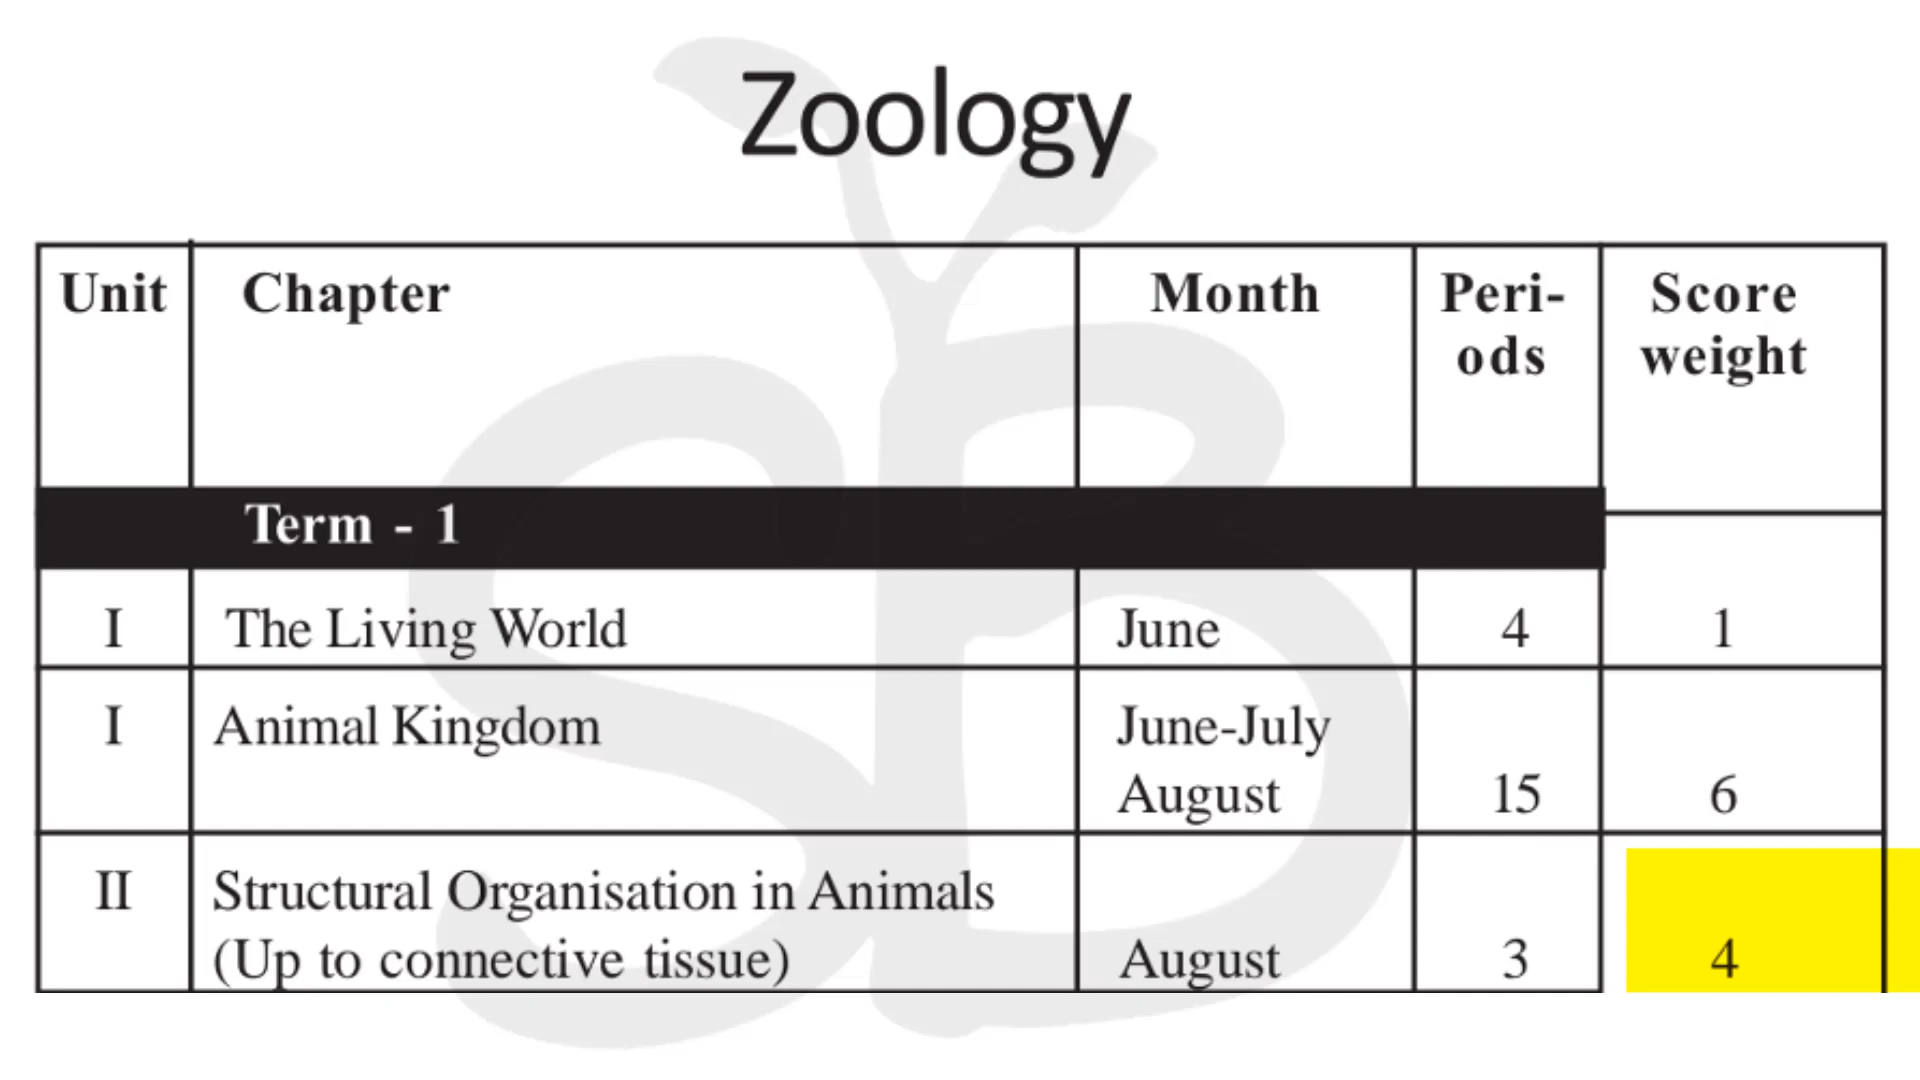 Zoology
Unit Chapter Month Peri- Score
ods weight
Term - 1
I The Living World June 4 1
I Animal Kingdom June-July
August 15 6
II Structural Organisation in Animals
(Up to connective tissue) August 3 4